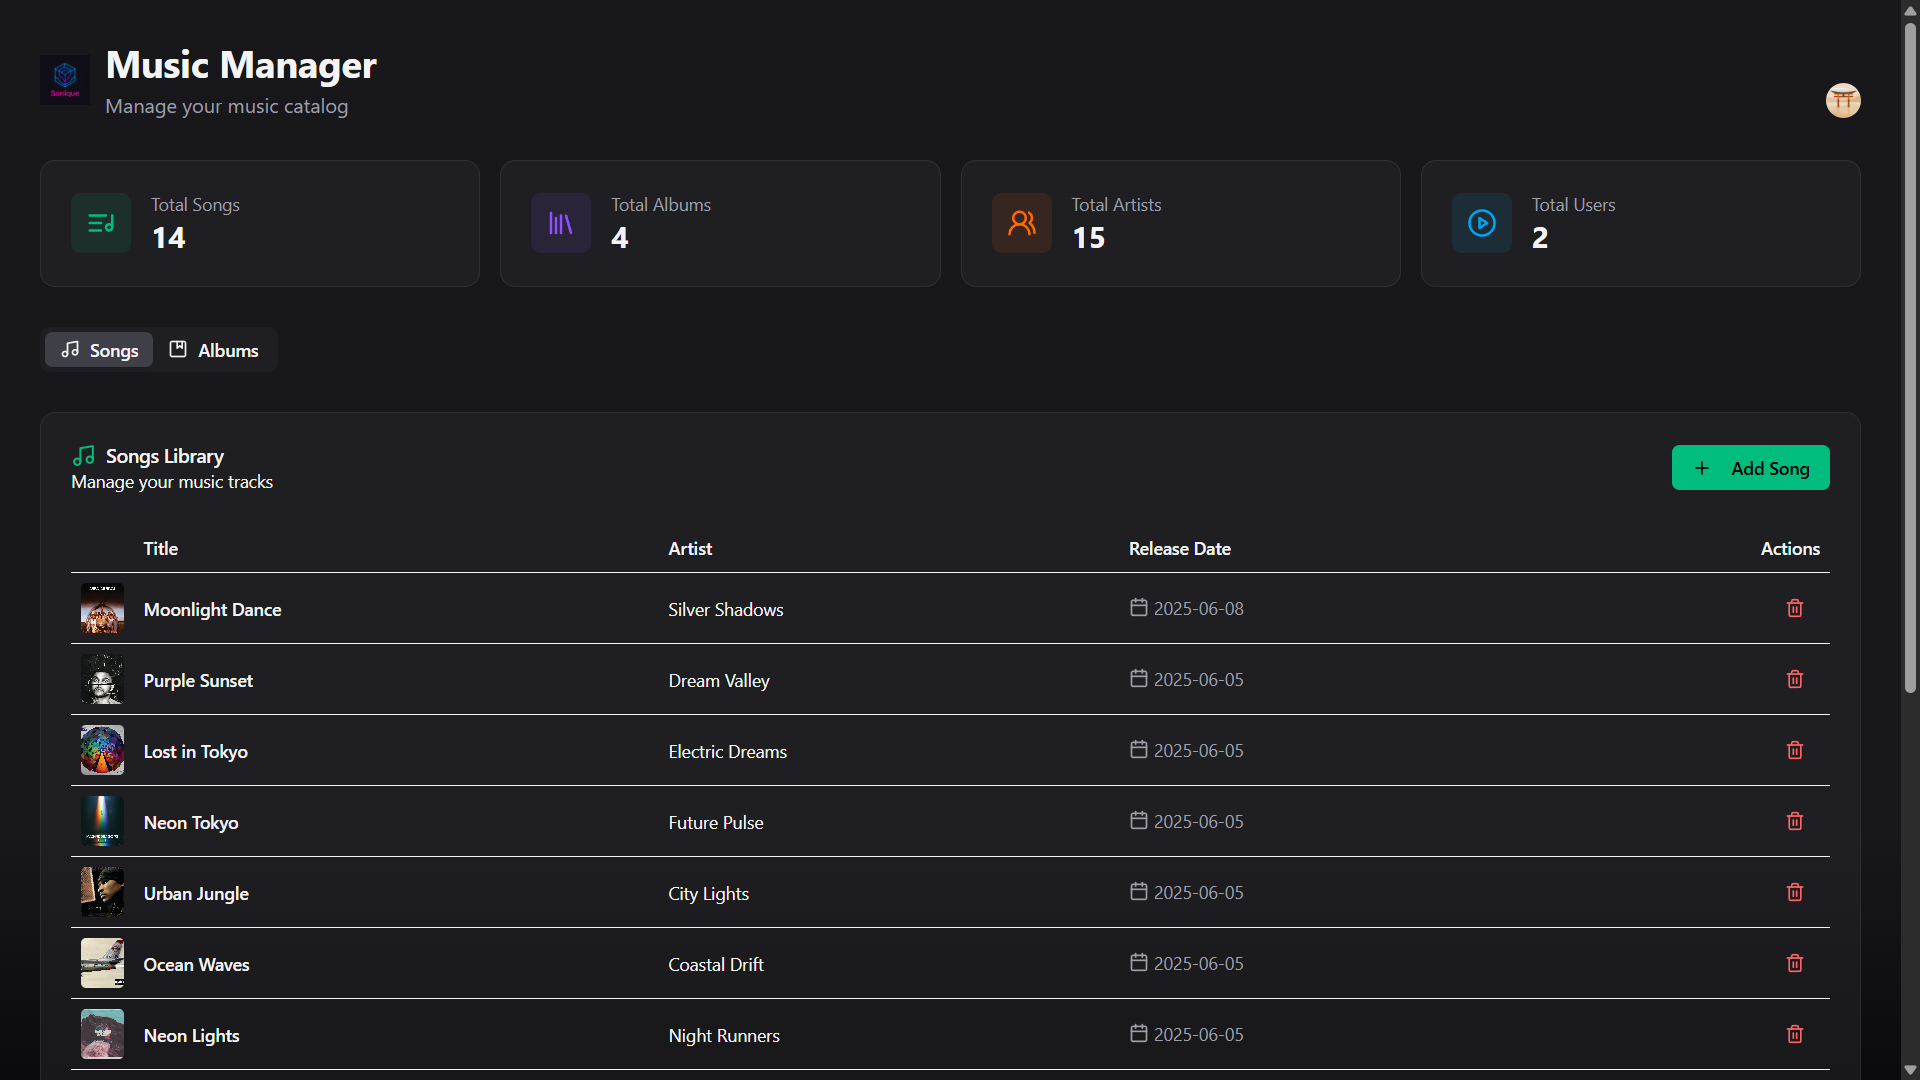 Music Manager
Sonique
Manage your music catalog
Total Songs
14
Total Albums
4
Total Artists
15
Total Users
2
Songs
Albums
Songs Library
Manage your music tracks
+ Add Song
Title Artist Release Date Actions
Moonlight Dance Silver Shadows 2025-06-08
Purple Sunset Dream Valley 2025-06-05
Lost in Tokyo Electric Dreams 2025-06-05
Neon Tokyo Future Pulse 2025-06-05
Urban Jungle City Lights 2025-06-05
Ocean Waves Coastal Drift 2025-06-05
Neon Lights Night Runners 2025-06-05